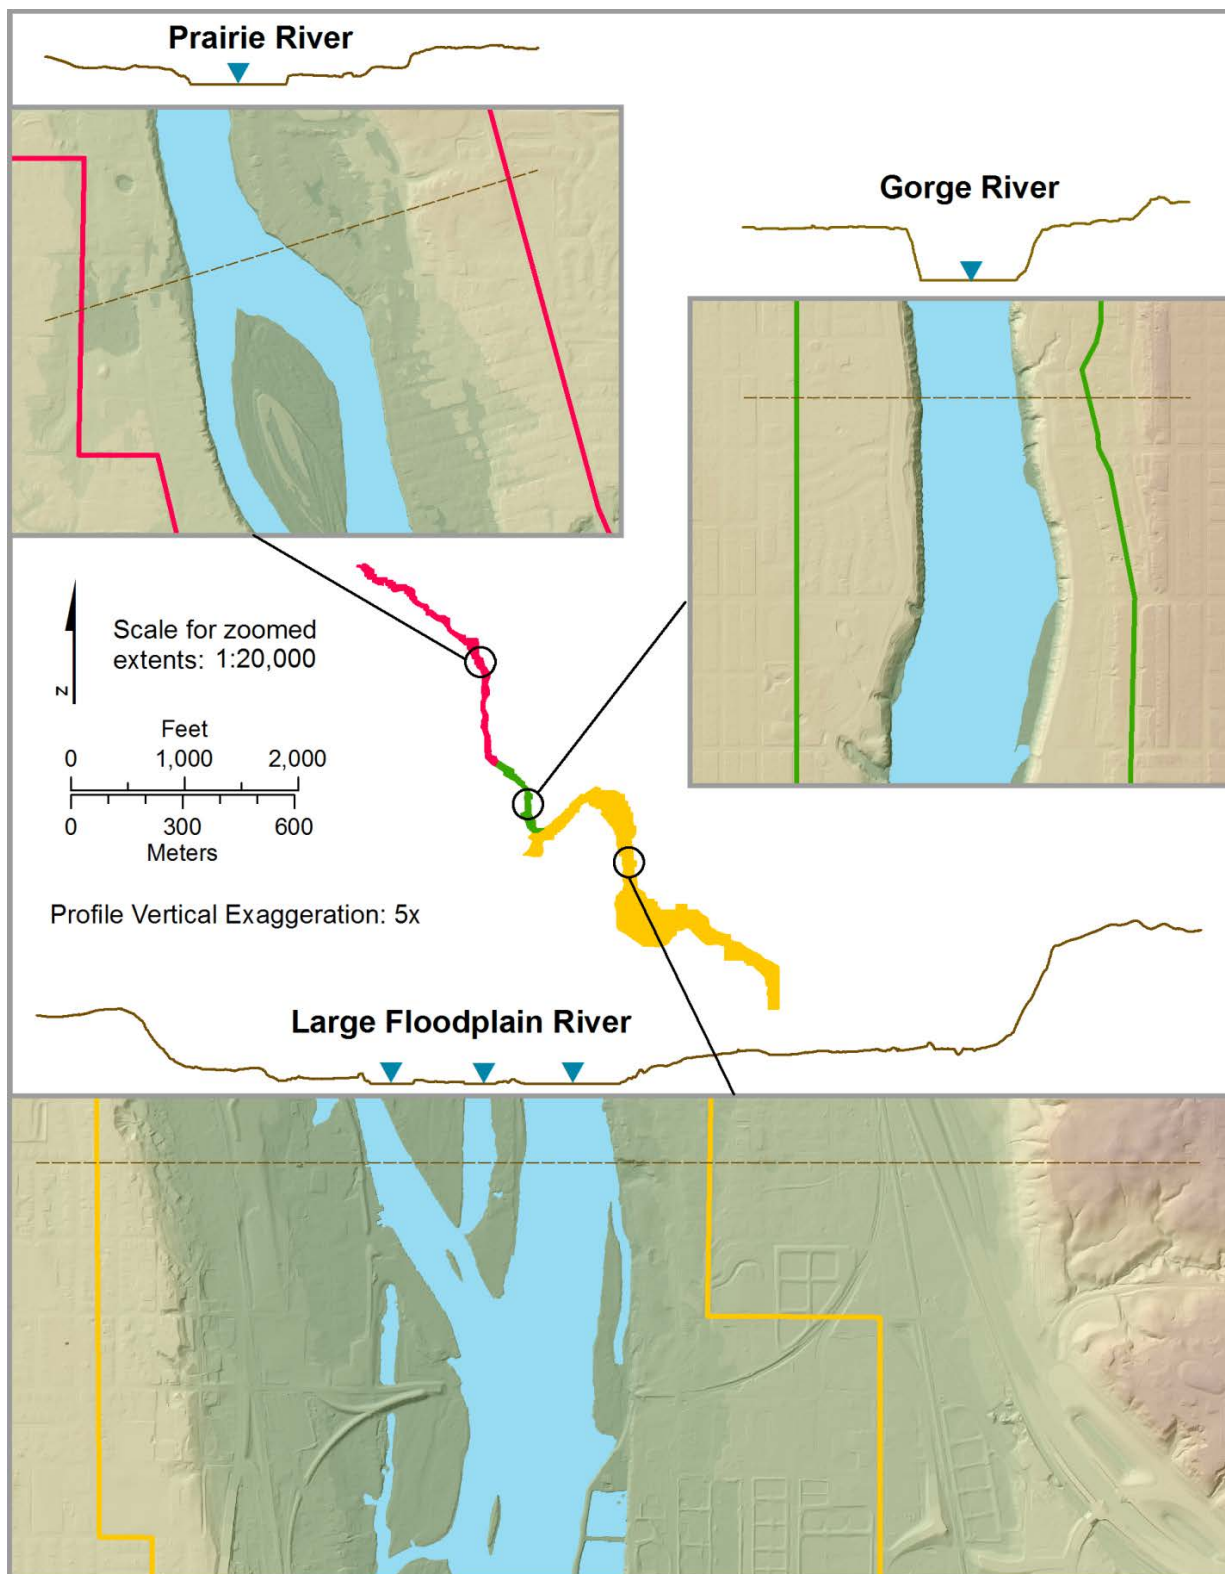 Prairie River
Gorge River
Scale for zoomed
extents: 1:20,000
z
Feet
0 1,000 2,000
0 300 600
Meters
Profile Vertical Exaggeration: 5x
Large Floodplain River